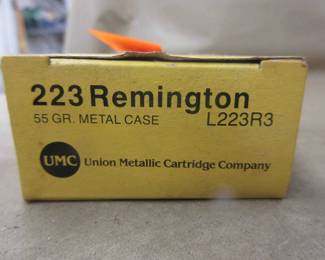 223 Remington
55 GR. METAL CASE L223R3
UMC Union Metallic Cartridge Company